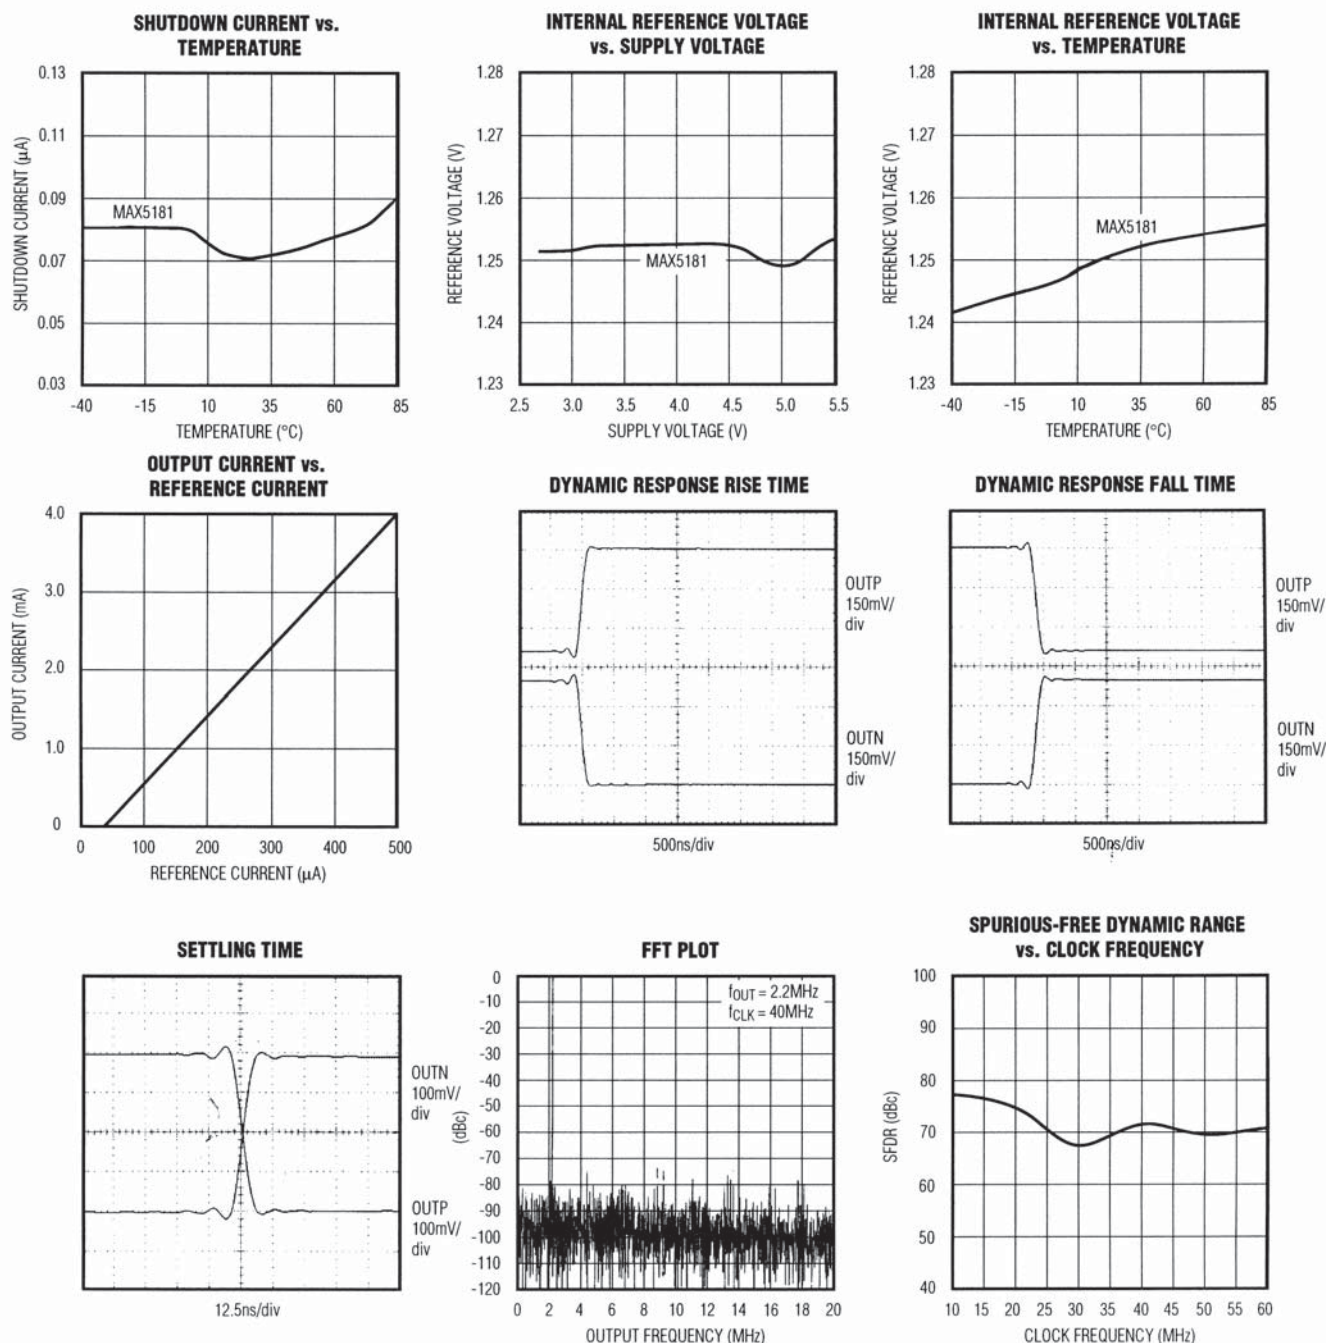 SHUTDOWN CURRENT vs.
TEMPERATURE
0.13
0.11
0.09
0.07
0.05
0.03
SHUTDOWN CURRENT (µA)
MAX5181
-40 -15 10 35 60 85
TEMPERATURE (°C)
INTERNAL REFERENCE VOLTAGE
vs. SUPPLY VOLTAGE
1.28
1.27
1.26
1.25
1.24
1.23
REFERENCE VOLTAGE (V)
MAX5181
2.5 3.0 3.5 4.0 4.5 5.0 5.5
SUPPLY VOLTAGE (V)
INTERNAL REFERENCE VOLTAGE
vs. TEMPERATURE
1.28
1.27
1.26
1.25
1.24
1.23
REFERENCE VOLTAGE (V)
MAX5181
-40 -15 10 35 60 85
TEMPERATURE (°C)
OUTPUT CURRENT vs.
REFERENCE CURRENT
4.0
3.0
2.0
1.0
0
OUTPUT CURRENT (mA)
0 100 200 300 400 500
REFERENCE CURRENT (µA)
DYNAMIC RESPONSE RISE TIME
OUTP
150mV/
div
OUTN
150mV/
div
500ns/div
DYNAMIC RESPONSE FALL TIME
OUTP
150mV/
div
OUTN
150mV/
div
500ns/div
SETTLING TIME
OUTN
100mV/
div
OUTP
100mV/
div
12.5ns/div
FFT PLOT
0
-10
-20
-30
-40
-50
-60
-70
-80
-90
-100
-110
-120
(dBc)
fOUT = 2.2MHz
fCLK = 40MHz
0 2 4 6 8 10 12 14 16 18 20
OUTPUT FREQUENCY (MHz)
SPURIOUS-FREE DYNAMIC RANGE
vs. CLOCK FREQUENCY
100
90
80
70
60
50
40
SFDR (dBc)
10 15 20 25 30 35 40 45 50 55 60
CLOCK FREQUENCY (MHz)